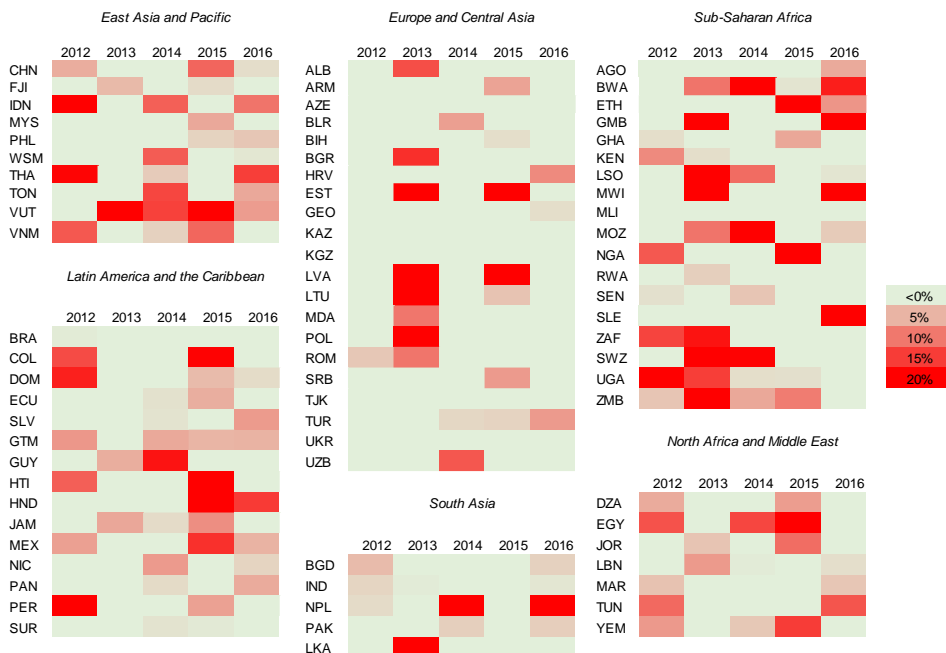 East Asia and Pacific
2012 2013 2014 2015 2016
CHN
FJI
IDN
MYS
PHL
WSM
THA
TON
VUT
VNM
Latin America and the Caribbean
2012 2013 2014 2015 2016
BRA
COL
DOM
ECU
SLV
GTM
GUY
HTI
HND
JAM
MEX
NIC
PAN
PER
SUR
Europe and Central Asia
2012 2013 2014 2015 2016
ALB
ARM
AZE
BLR
BIH
BGR
HRV
EST
GEO
KAZ
KGZ
LVA
LTU
MDA
POL
ROM
SRB
TJK
TUR
UKR
UZB
South Asia
2012 2013 2014 2015 2016
BGD
IND
NPL
PAK
LKA
Sub-Saharan Africa
2012 2013 2014 2015 2016
AGO
BWA
ETH
GMB
GHA
KEN
LSO
MWI
MLI
MOZ
NGA
RWA
SEN
SLE
ZAF
SWZ
UGA
ZMB
North Africa and Middle East
2012 2013 2014 2015 2016
DZA
EGY
JOR
LBN
MAR
TUN
YEM
<0%
5%
10%
15%
20%